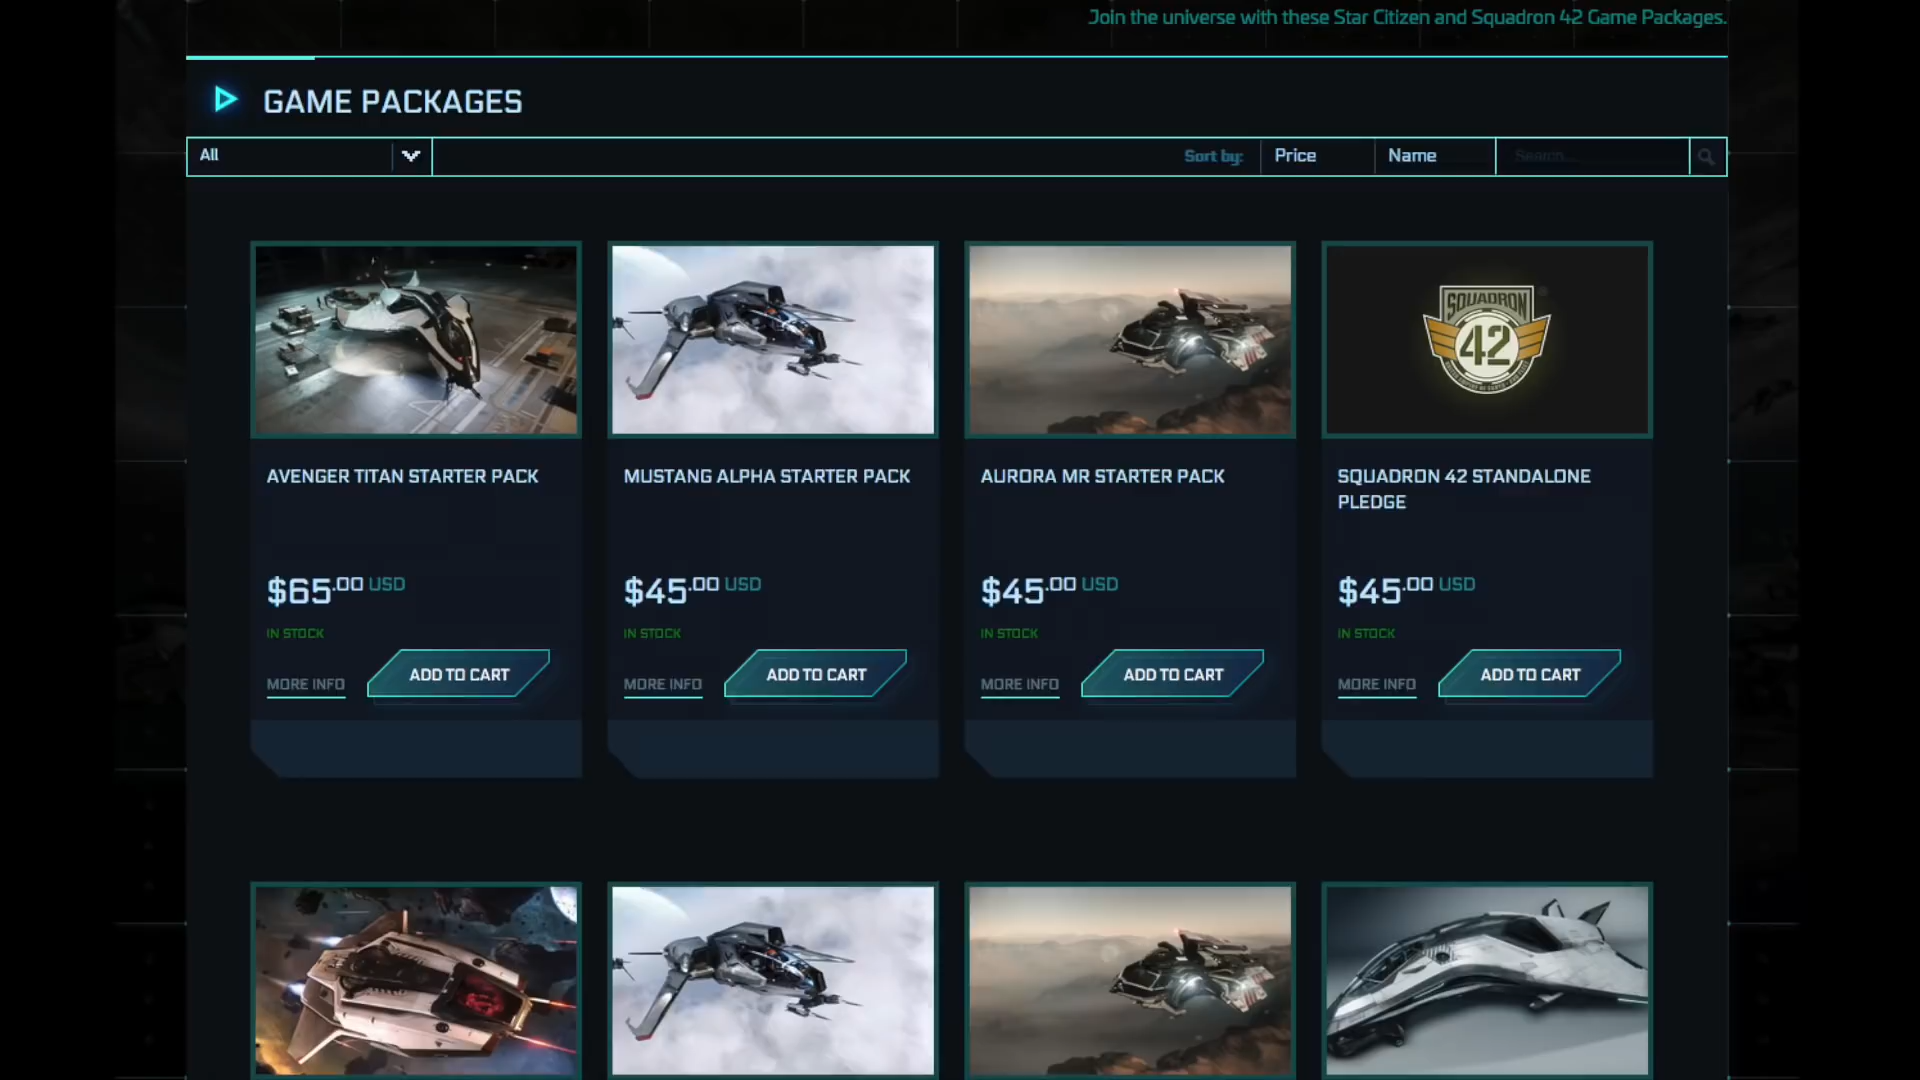 Join the universe with these Star Citizen and Squadron 42 Game Packages.
GAME PACKAGES
All
Sort by:
Price
Name
Search...
SQUADRON
42
AVENGER TITAN STARTER PACK
MUSTANG ALPHA STARTER PACK
AURORA MR STARTER PACK
SQUADRON 42 STANDALONE
PLEDGE
$65.00 USD
$45.00 USD
$45.00 USD
$45.00 USD
IN STOCK
IN STOCK
IN STOCK
IN STOCK
MORE INFO
ADD TO CART
MORE INFO
ADD TO CART
MORE INFO
ADD TO CART
MORE INFO
ADD TO CART